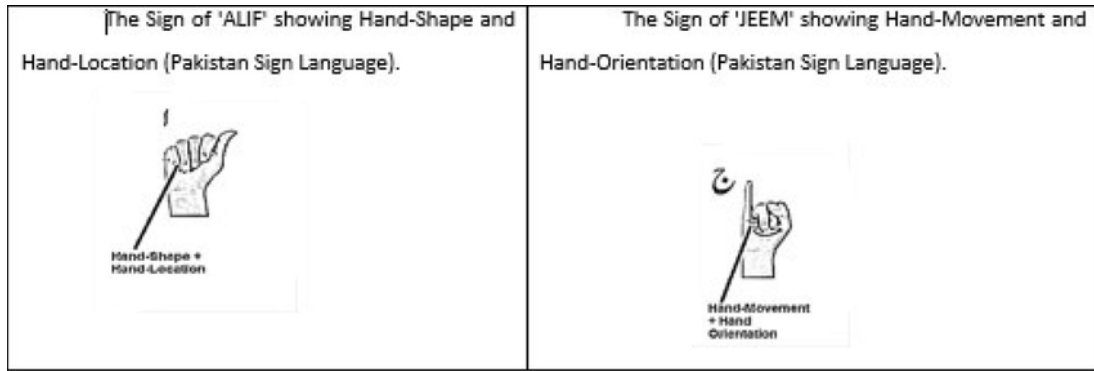 The Sign of 'ALIF' showing Hand-Shape and
Hand-Location (Pakistan Sign Language).
ا
Hand-Shape +
Hand-Location
The Sign of 'JEEM' showing Hand-Movement and
Hand-Orientation (Pakistan Sign Language).
ج
Hand-Movement
+ Hand
Orientation